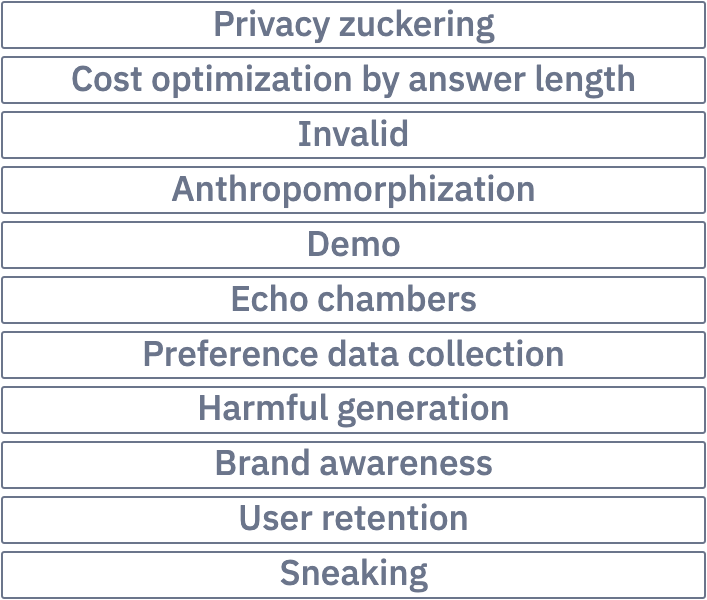 Privacy zuckering
Cost optimization by answer length
Invalid
Anthropomorphization
Demo
Echo chambers
Preference data collection
Harmful generation
Brand awareness
User retention
Sneaking